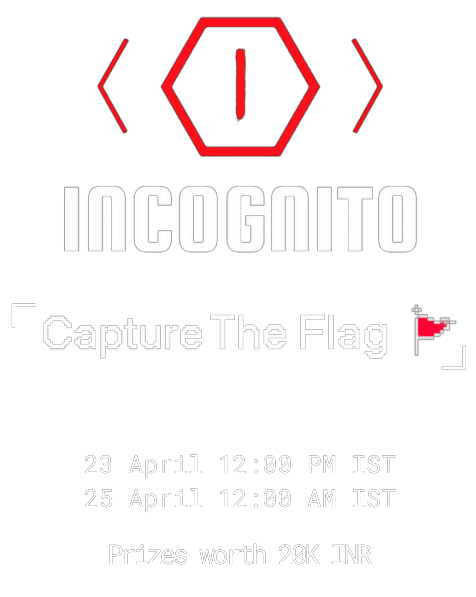 I
INCOGNITO
Capture The Flag
23 April 12:00 PM IST
25 April 12:00 AM IST
Prizes worth 20K INR